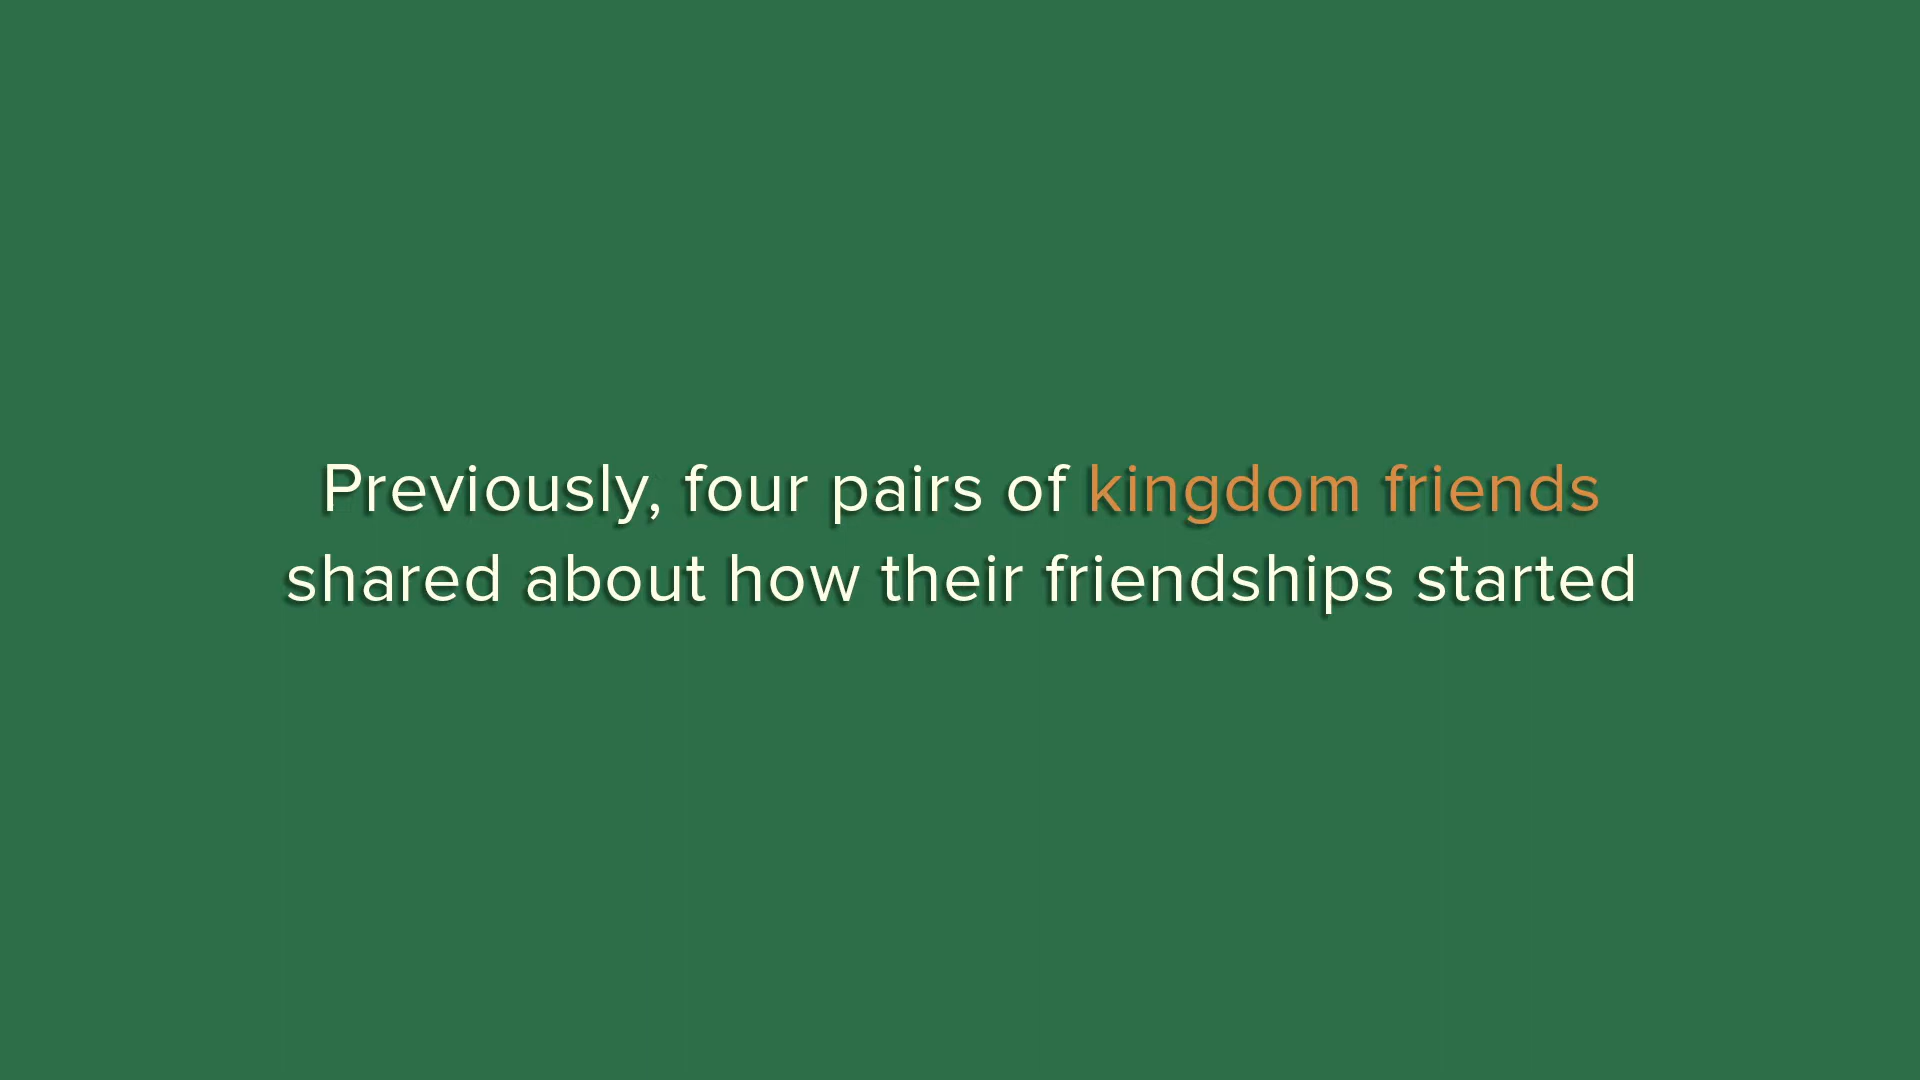 Previously, four pairs of kingdom friends
shared about how their friendships started